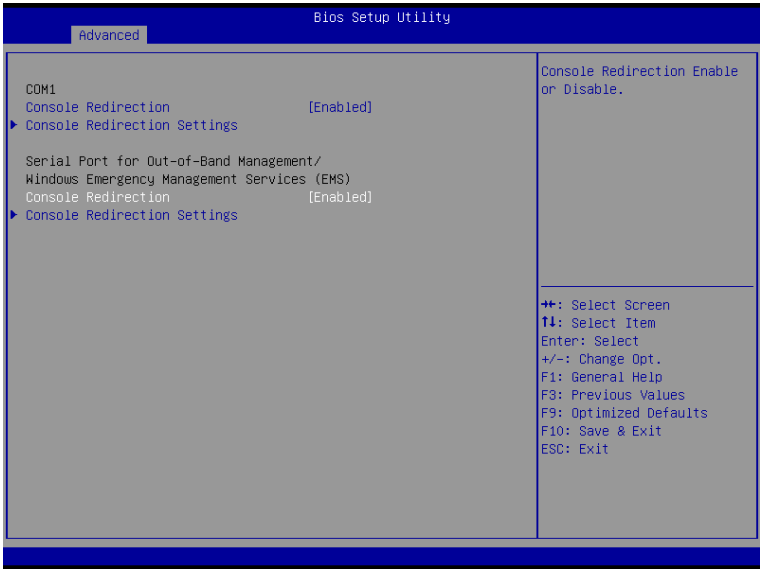 Bios Setup Utility
Advanced
COM1
Console Redirection [Enabled]
Console Redirection Settings
Serial Port for Out-of-Band Management/
Windows Emergency Management Services (EMS)
Console Redirection [Enabled]
Console Redirection Settings
Console Redirection Enable
or Disable.
→←: Select Screen
↑↓: Select Item
Enter: Select
+/-: Change Opt.
F1: General Help
F3: Previous Values
F9: Optimized Defaults
F10: Save & Exit
ESC: Exit